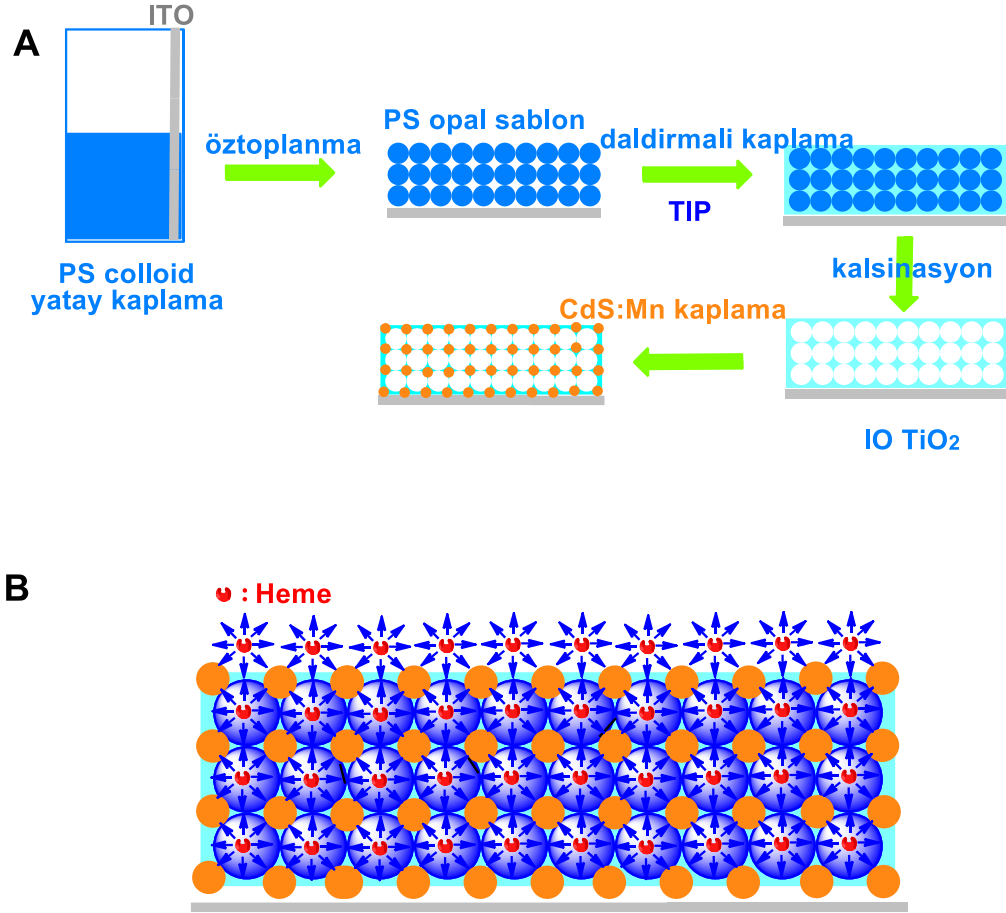 A
ITO
öztoplanma
PS opal sablon
daldirmali kaplama
TIP
PS colloid
yatay kaplama
kalsinasyon
CdS:Mn kaplama
IO TiO2
B
: Heme